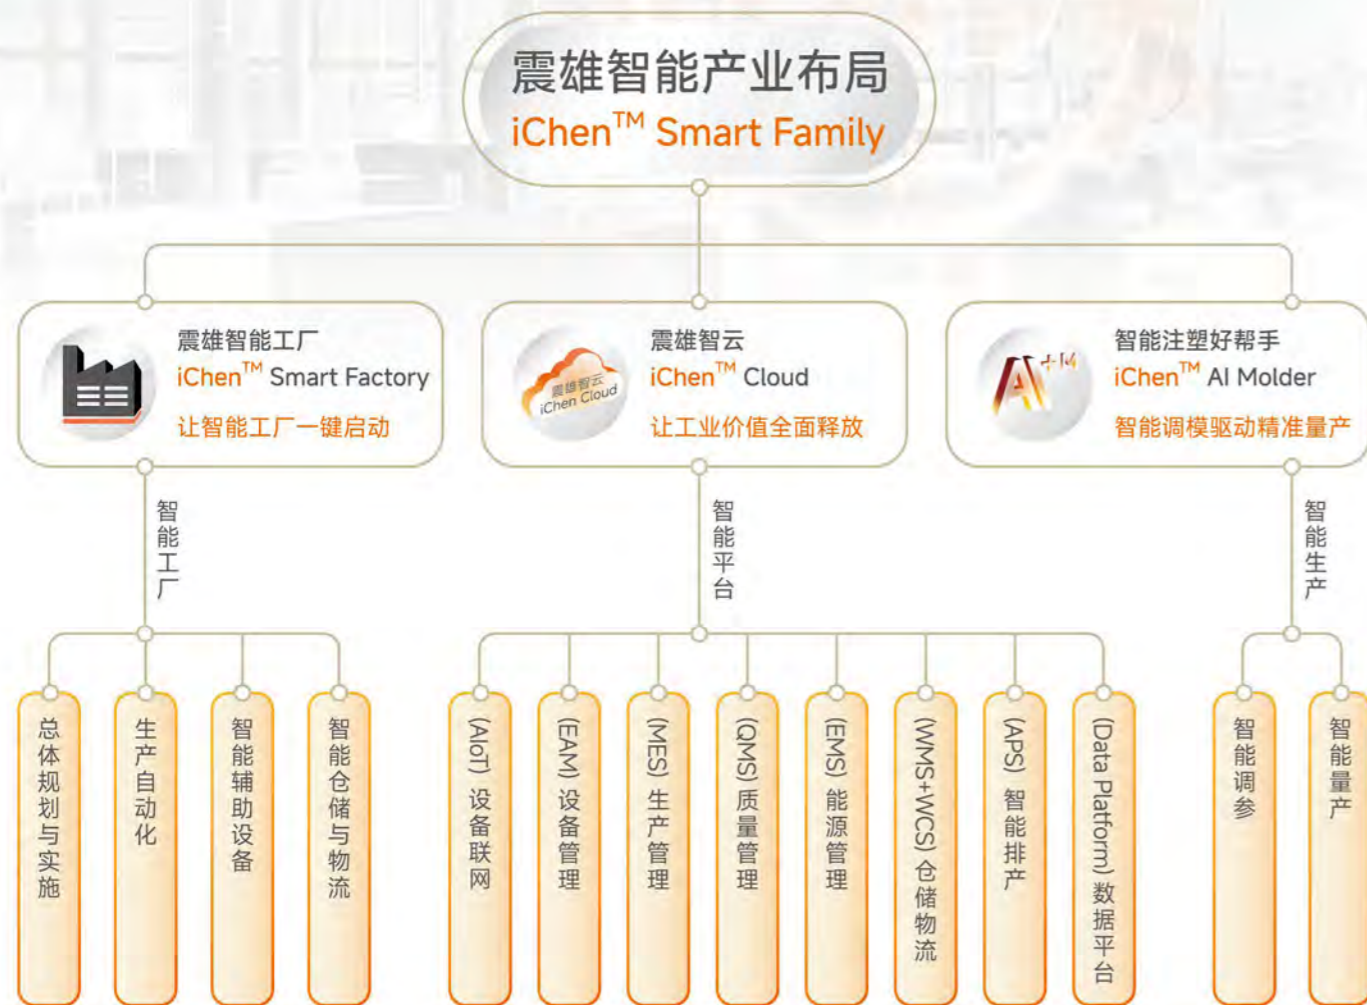 震雄智能产业布局
iChen™ Smart Family
震雄智能工厂
iChen™ Smart Factory
让智能工厂一键启动
震雄智云
iChen Cloud
震雄智云
iChen™ Cloud
让工业价值全面释放
AI+M
智能注塑好帮手
iChen™ AI Molder
智能调模驱动精准量产
智能工厂
智能平台
智能生产
总体规划与实施
生产自动化
智能辅助设备
智能仓储与物流
(AIoT) 设备联网
(EAM) 设备管理
(MES) 生产管理
(QMS) 质量管理
(EMS) 能源管理
(WMS+WCS) 仓储物流
(APS) 智能排产
(Data Platform) 数据平台
智能调参
智能量产